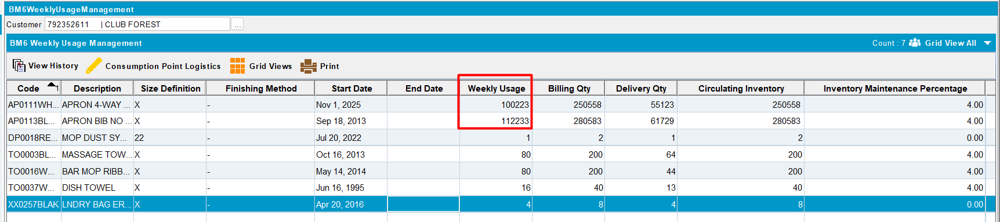 BM6WeeklyUsageManagement
Customer 792352611 | CLUB FOREST ...
BM6 Weekly Usage Management Count : 7 Grid View All
View History Consumption Point Logistics Grid Views Print
Code 1 Description Size Definition Finishing Method Start Date End Date Weekly Usage Billing Qty Delivery Qty Circulating Inventory Inventory Maintenance Percentage
AP0111WH... APRON 4-WAY ... X - Nov 1, 2025 100223 250558 55123 250558 4.00
AP0113BL... APRON BIB NO ... X - Sep 18, 2013 112233 280583 61729 280583 4.00
DP0018RE... MOP DUST SY... 22 - Jul 20, 2022 1 2 1 2 0.00
TO0003BL... MASSAGE TOW... X - Oct 16, 2013 80 200 64 200 4.00
TO0016W... BAR MOP RIBB... X - May 14, 2014 80 200 44 200 4.00
TO0037W... DISH TOWEL X - Jun 16, 1995 16 40 13 40 4.00
XX0257BLAK LNDRY BAG ER... X - Apr 20, 2016 4 8 4 8 0.00